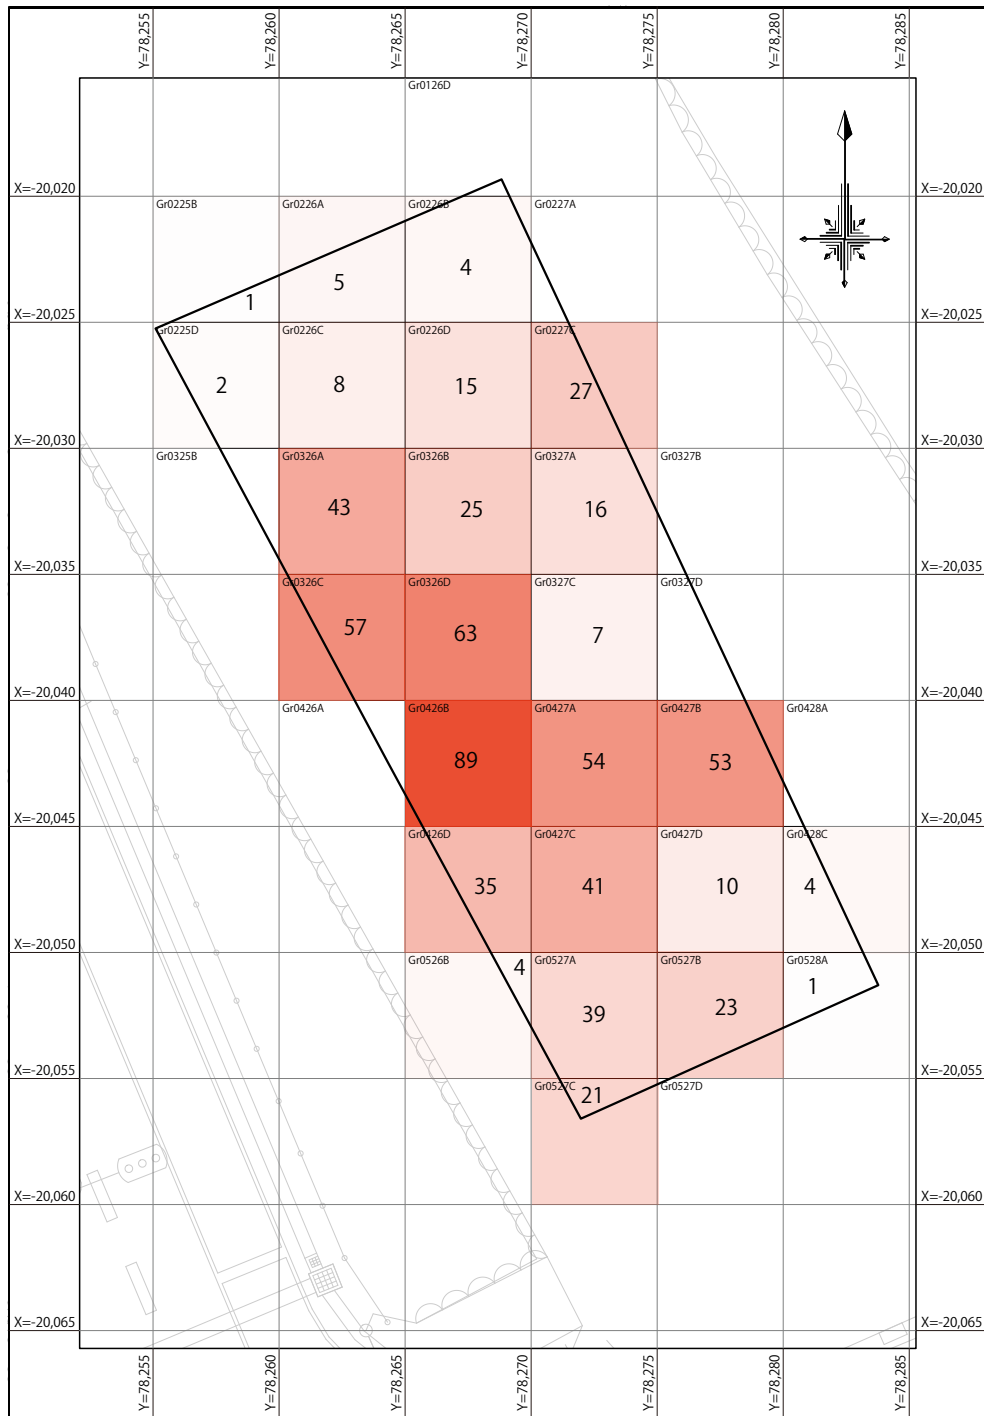 Y=78,255 Y=78,260 Y=78,265 Y=78,270 Y=78,275 Y=78,280 Y=78,285
Gr0126D
X=-20,020 X=-20,020
Gr0225B Gr0226A Gr0226B Gr0227A
1 5 4
X=-20,025 X=-20,025
Gr0225D Gr0226C Gr0226D Gr0227C
2 8 15 27
X=-20,030 X=-20,030
Gr0325B Gr0326A Gr0326B Gr0327A Gr0327B
43 25 16
X=-20,035 X=-20,035
Gr0326C Gr0326D Gr0327C Gr0327D
57 63 7
X=-20,040 X=-20,040
Gr0426A Gr0426B Gr0427A Gr0427B Gr0428A
89 54 53
X=-20,045 X=-20,045
Gr0426D Gr0427C Gr0427D Gr0428C
35 41 10 4
X=-20,050 X=-20,050
Gr0526B Gr0527A Gr0527B Gr0528A
4 39 23 1
X=-20,055 X=-20,055
Gr0527C Gr0527D
21
X=-20,060 X=-20,060
X=-20,065 X=-20,065
Y=78,255 Y=78,260 Y=78,265 Y=78,270 Y=78,275 Y=78,280 Y=78,285